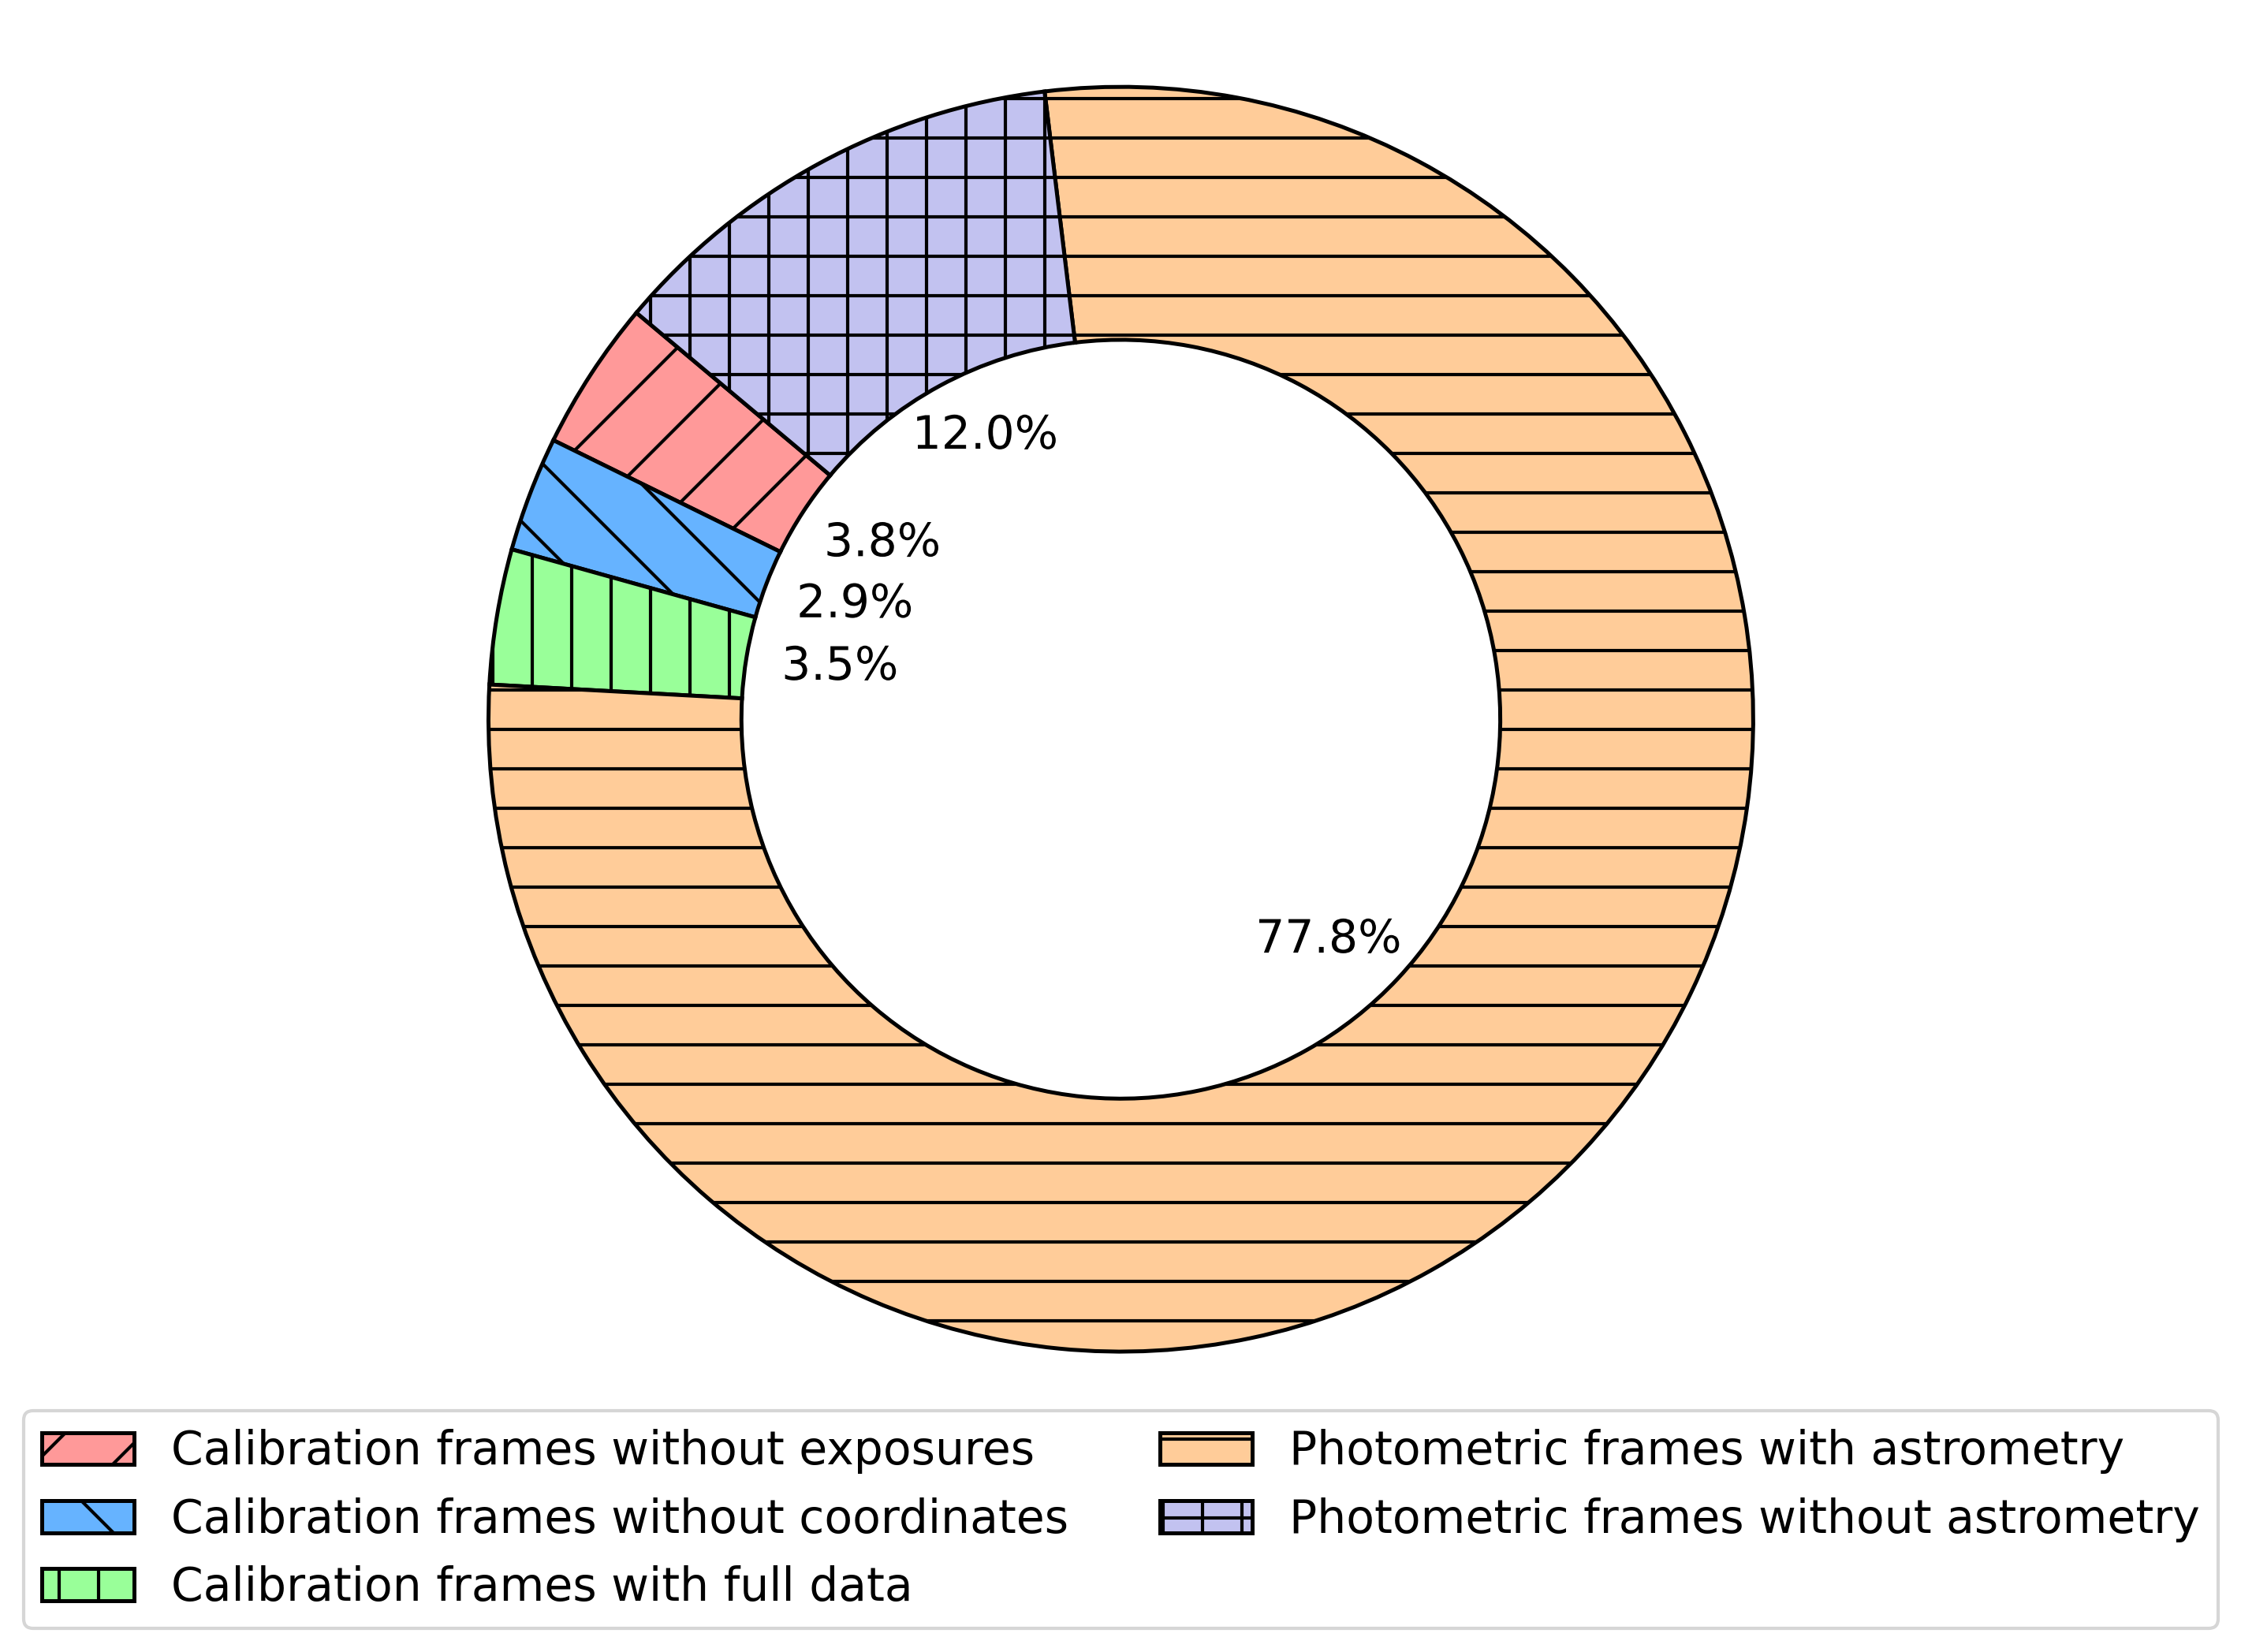 12.0%
3.8%
2.9%
3.5%
77.8%
Calibration frames without exposures
Calibration frames without coordinates
Calibration frames with full data
Photometric frames with astrometry
Photometric frames without astrometry